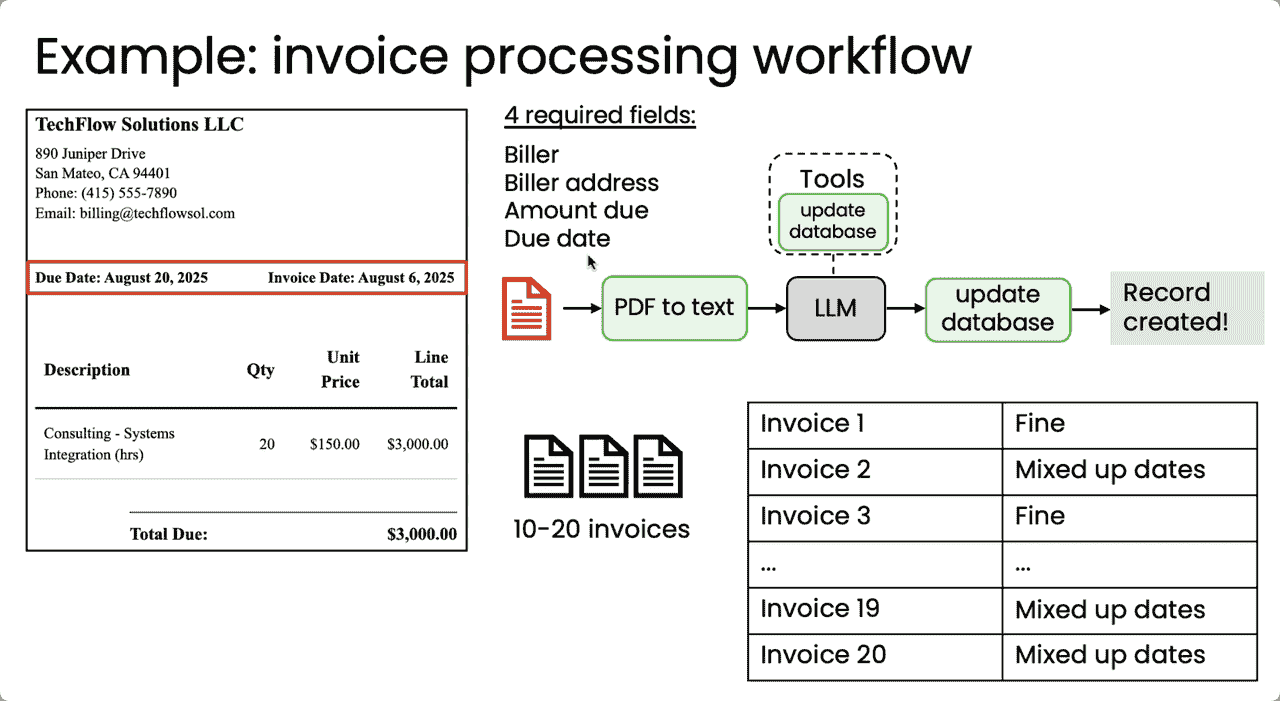 Example: invoice processing workflow
TechFlow Solutions LLC
890 Juniper Drive
San Mateo, CA 94401
Phone: (415) 555-7890
Email: billing@techflowsol.com
Due Date: August 20, 2025 Invoice Date: August 6, 2025
Description Qty Unit Price Line Total
Consulting - Systems
Integration (hrs) 20 $150.00 $3,000.00
Total Due: $3,000.00
4 required fields:
Biller
Biller address
Amount due
Due date
Tools
update
database
PDF to text
LLM
update
database
Record
created!
10-20 invoices
Invoice 1 Fine
Invoice 2 Mixed up dates
Invoice 3 Fine
... ...
Invoice 19 Mixed up dates
Invoice 20 Mixed up dates